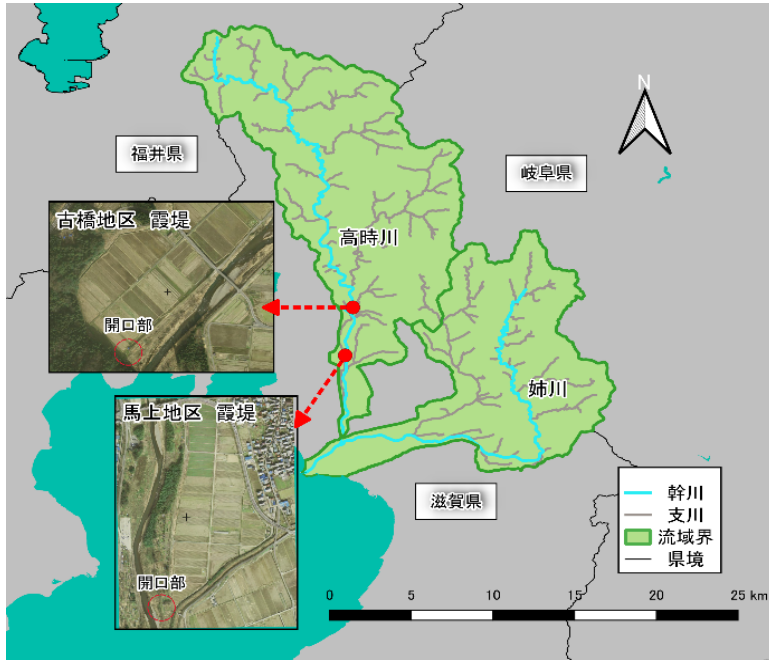 N
福井県
岐阜県
古橋地区 霞堤
高時川
開口部
姉川
馬上地区 霞堤
滋賀県
幹川
支川
流域界
県境
開口部
0 5 10 15 20 25 km